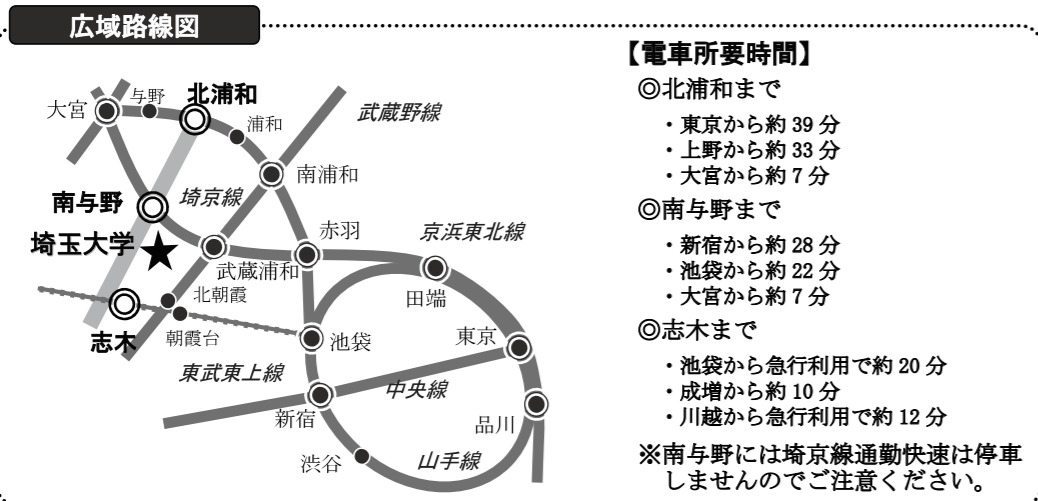 広域路線図
大宮
与野
北浦和
浦和
武蔵野線
南浦和
南与野
埼京線
埼玉大学
赤羽
京浜東北線
武蔵浦和
北朝霞
田端
志木
朝霞台
池袋
東京
東武東上線
中央線
新宿
品川
渋谷
山手線
【電車所要時間】
◎北浦和まで
・東京から約 39 分
・上野から約 33 分
・大宮から約 7 分
◎南与野まで
・新宿から約 28 分
・池袋から約 22 分
・大宮から約 7 分
◎志木まで
・池袋から急行利用で約 20 分
・成増から約 10 分
・川越から急行利用で約 12 分
※南与野には埼京線通勤快速は停車
しませんのでご注意ください。